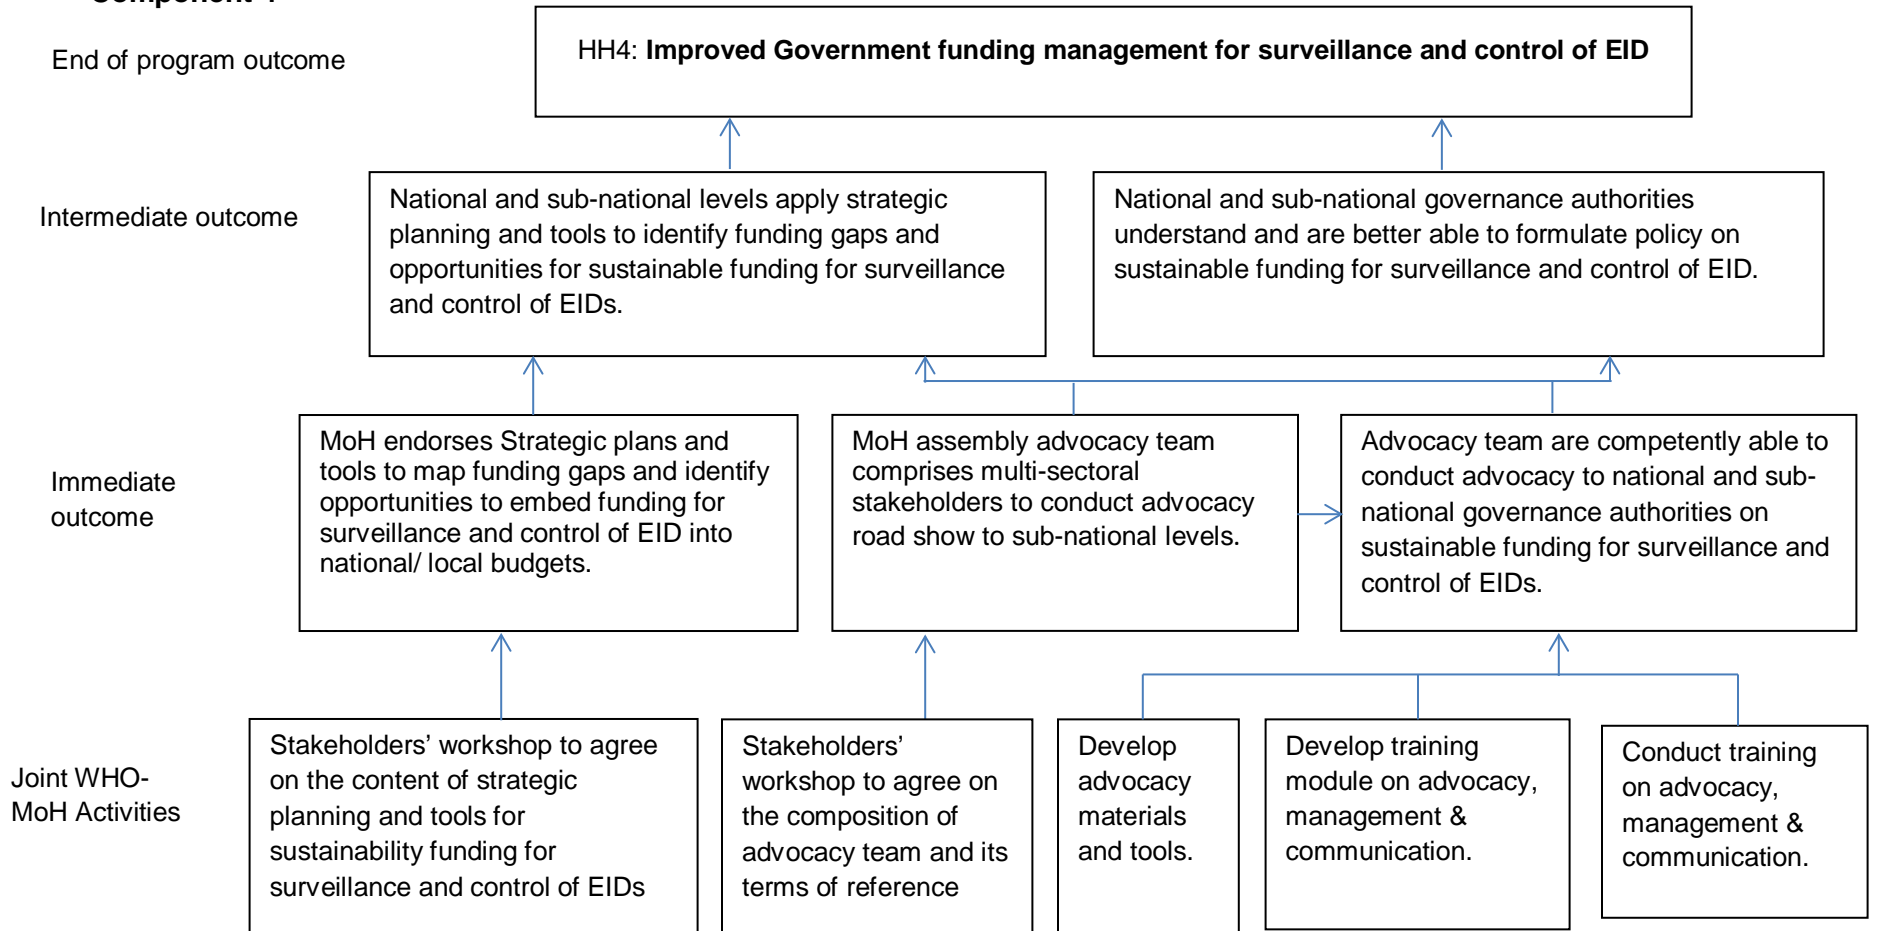 Component 4
End of program outcome
HH4: Improved Government funding management for surveillance and control of EID
Intermediate outcome
National and sub-national levels apply strategic
planning and tools to identify funding gaps and
opportunities for sustainable funding for surveillance
and control of EIDs.
National and sub-national governance authorities
understand and are better able to formulate policy on
sustainable funding for surveillance and control of EID.
Immediate
outcome
MoH endorses Strategic plans and
tools to map funding gaps and identify
opportunities to embed funding for
surveillance and control of EID into
national/ local budgets.
MoH assembly advocacy team
comprises multi-sectoral
stakeholders to conduct advocacy
road show to sub-national levels.
Advocacy team are competently able to
conduct advocacy to national and sub-
national governance authorities on
sustainable funding for surveillance and
control of EIDs.
Joint WHO-
MoH Activities
Stakeholders’ workshop to agree
on the content of strategic
planning and tools for
sustainability funding for
surveillance and control of EIDs
Stakeholders’
workshop to agree on
the composition of
advocacy team and its
terms of reference
Develop
advocacy
materials
and tools.
Develop training
module on advocacy,
management &
communication.
Conduct training
on advocacy,
management &
communication.